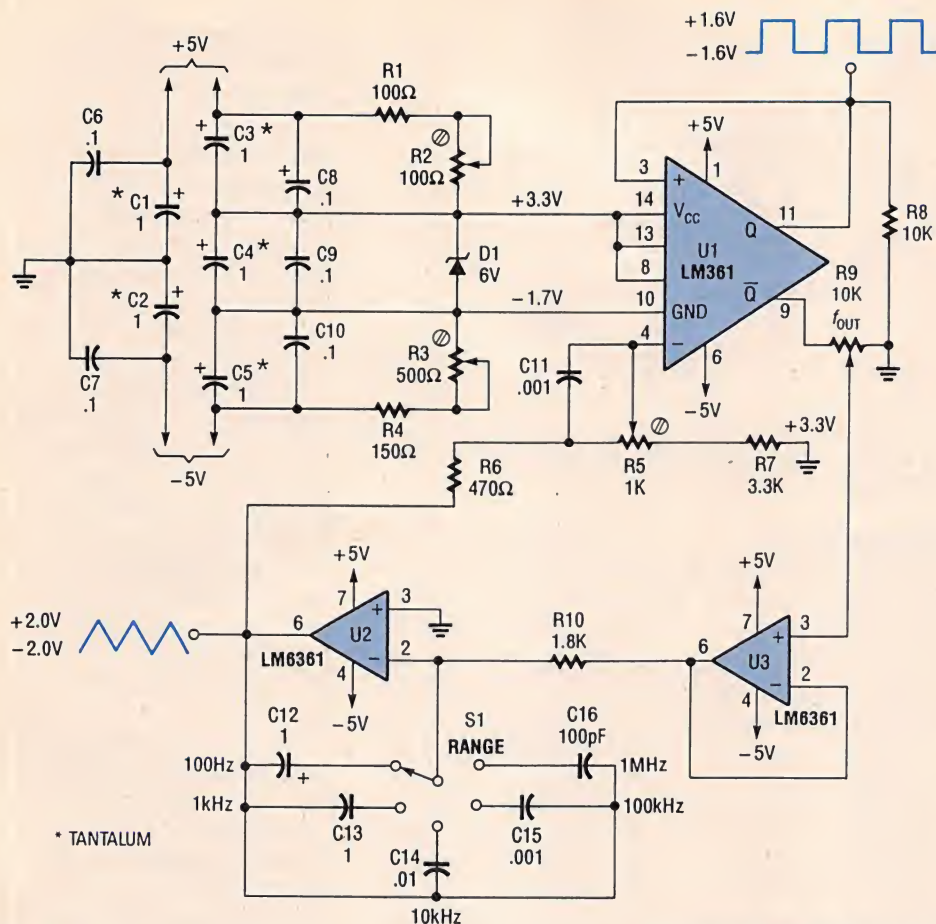 +1.6V
−1.6V
+5V
R1
100Ω
C6
.1
C3 *
1
R2
100Ω
C8
.1
+5V
* C1
1
+3.3V
3
+
1
14
VCC
11
Q
13
U1
LM361
8
R8
10K
C4 *
1
C9
.1
D1
6V
R9
10K
fOUT
* C2
1
−1.7V
10
GND
Q̅
9
C10
.1
4
−
6
C7
.1
R3
500Ω
C11
.001
−5V
C5 *
1
R4
150Ω
+3.3V
−5V
R6
470Ω
R5
1K
R7
3.3K
+5V
+5V
+2.0V
−2.0V
7
+
3
6
U2
R10
1.8K
7
+
3
LM6361
−
2
6
U3
4
−
2
−5V
4
LM6361
−5V
C12
1
S1
RANGE
C16
100pF
100Hz
+
1MHz
1kHz
100kHz
C13
1
C15
.001
* TANTALUM
C14
.01
10kHz